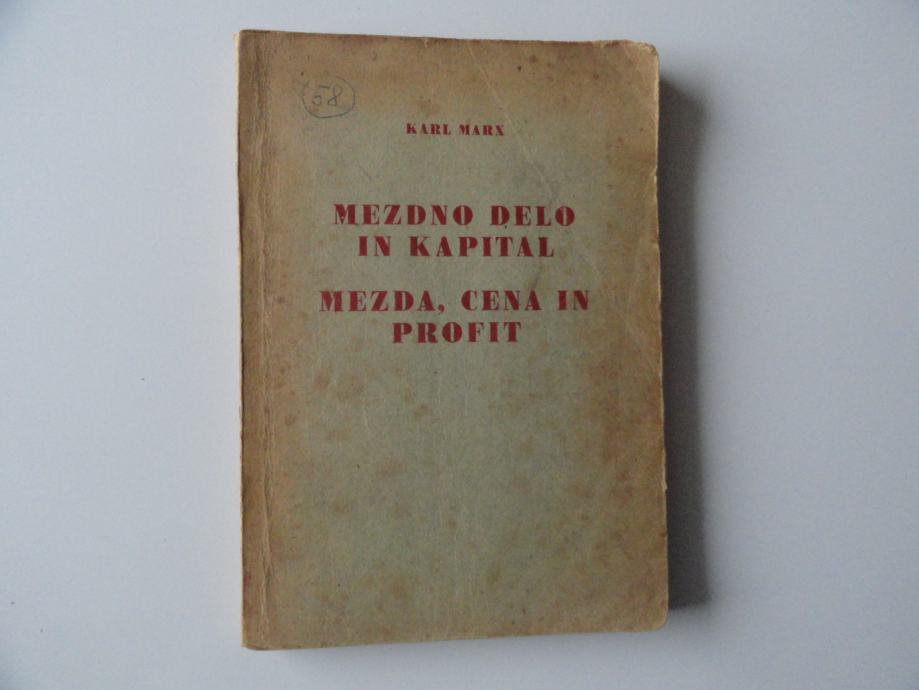 58
KARL MARX
MEZDNO DELO
IN KAPITAL
MEZDA, CENA IN
PROFIT